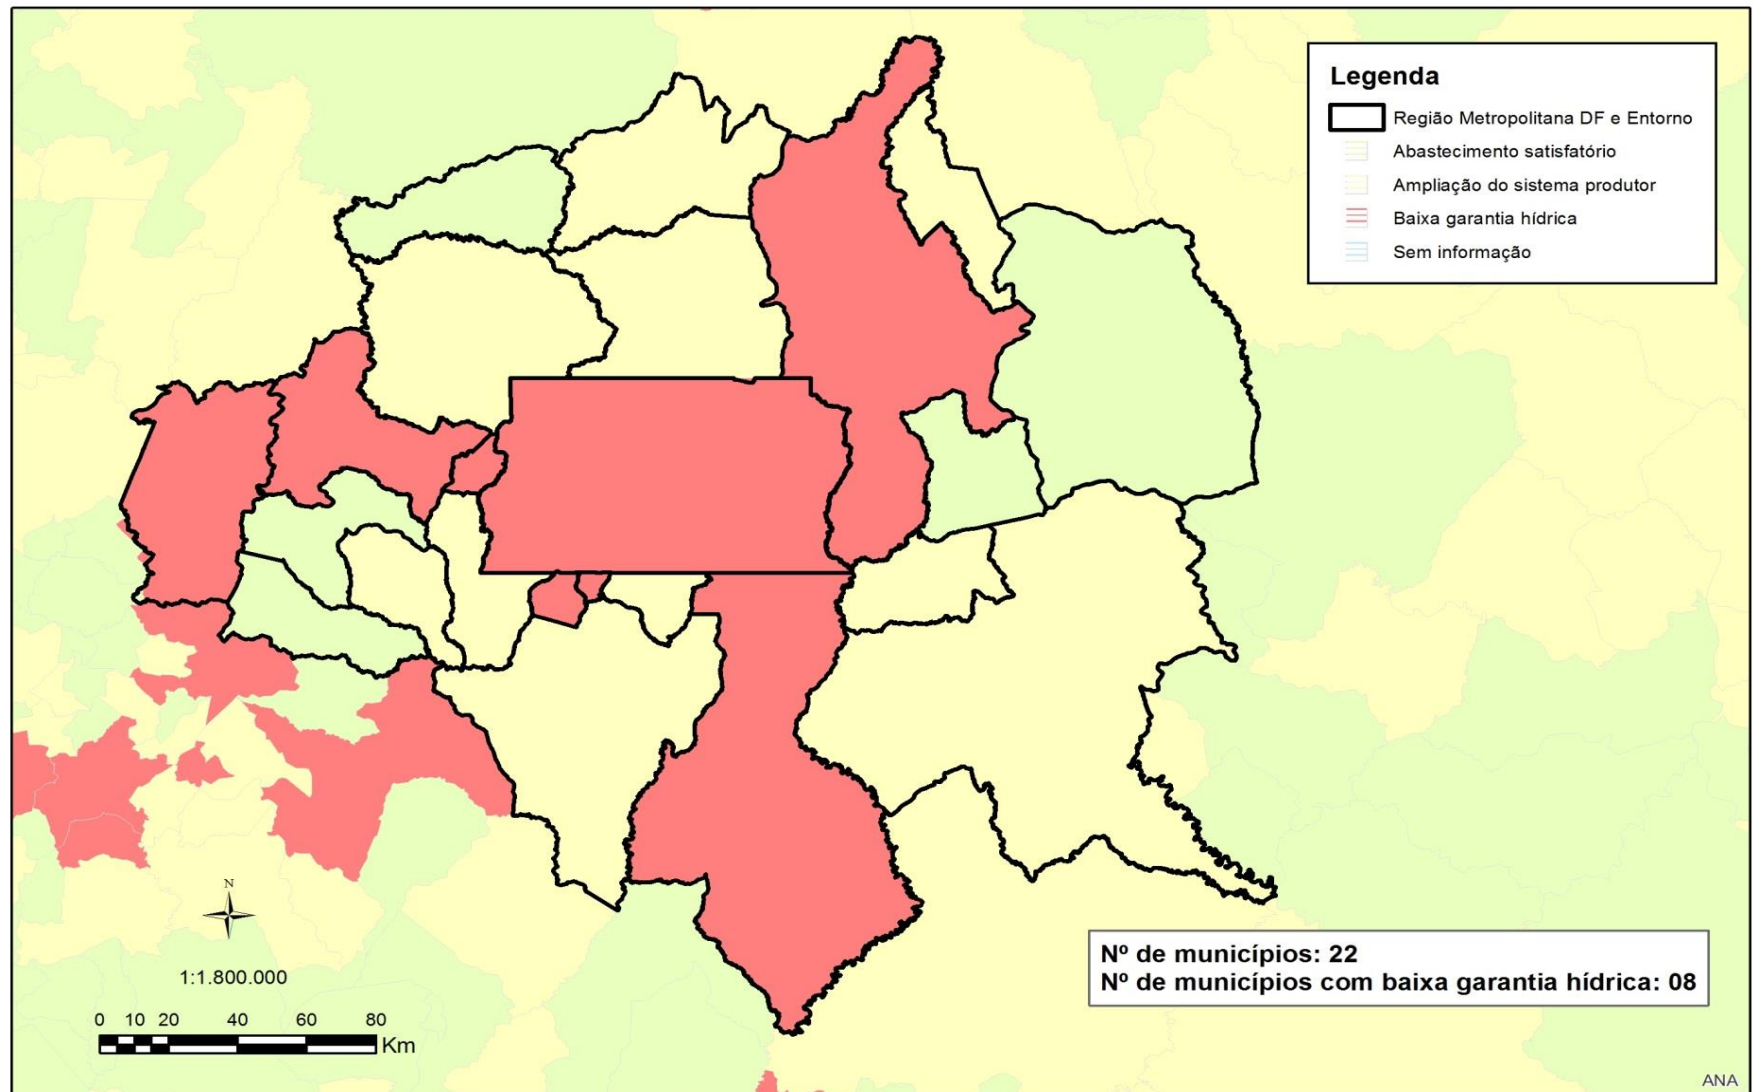 Legenda
Região Metropolitana DF e Entorno
Abastecimento satisfatório
Ampliação do sistema produtor
Baixa garantia hídrica
Sem informação
N
1:1.800.000
0 10 20 40 60 80
Km
Nº de municípios: 22
Nº de municípios com baixa garantia hídrica: 08
ANA